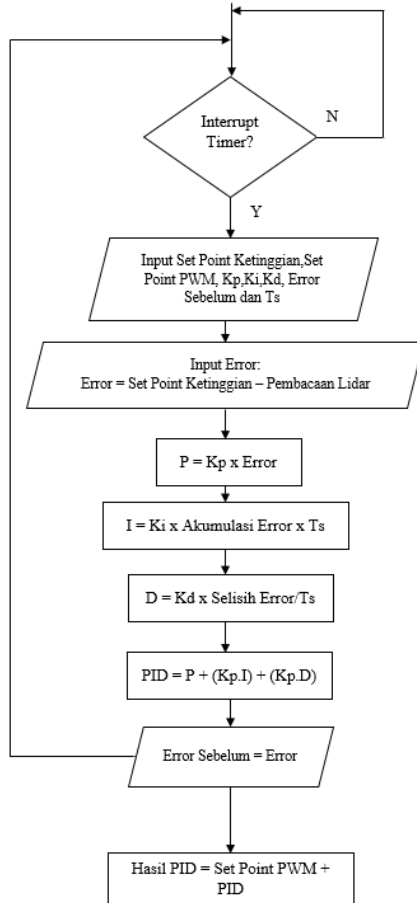 Interrupt
Timer?
N
Y
Input Set Point Ketinggian,Set
Point PWM, Kp,Ki,Kd, Error
Sebelum dan Ts
Input Error:
Error = Set Point Ketinggian – Pembacaan Lidar
P = Kp x Error
I = Ki x Akumulasi Error x Ts
D = Kd x Selisih Error/Ts
PID = P + (Kp.I) + (Kp.D)
Error Sebelum = Error
Hasil PID = Set Point PWM +
PID